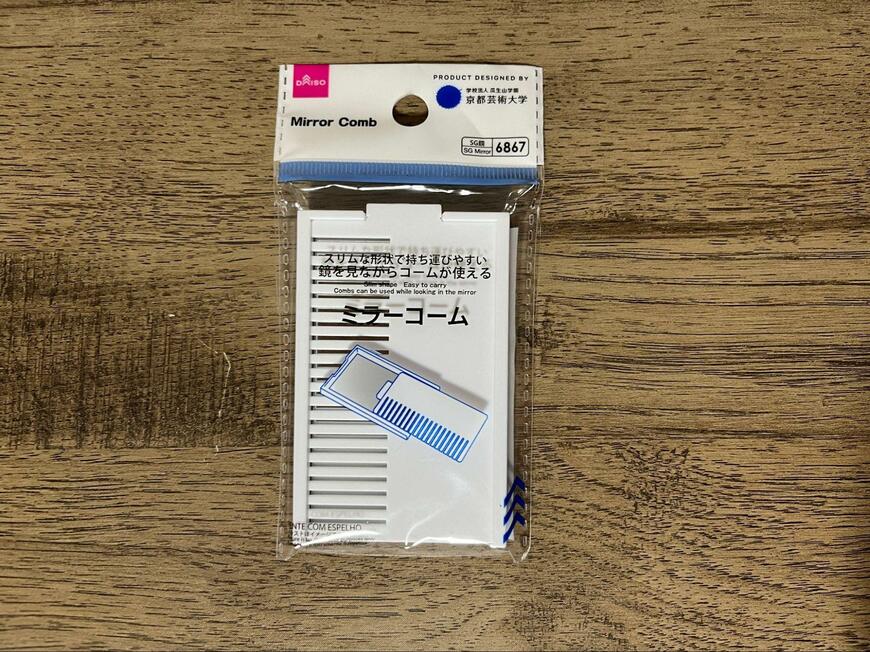 DAISO
PRODUCT DESIGNED BY
学校法人 瓜生山学園
京都芸術大学
Mirror Comb
SG鏡
SG Mirror
6867
スリムな形状で持ち運びやすい
鏡を見ながらコームが使える
Slim shape Easy to carry
Combs can be used while looking in the mirror
ミラーコーム
NTE COM ESPELHO